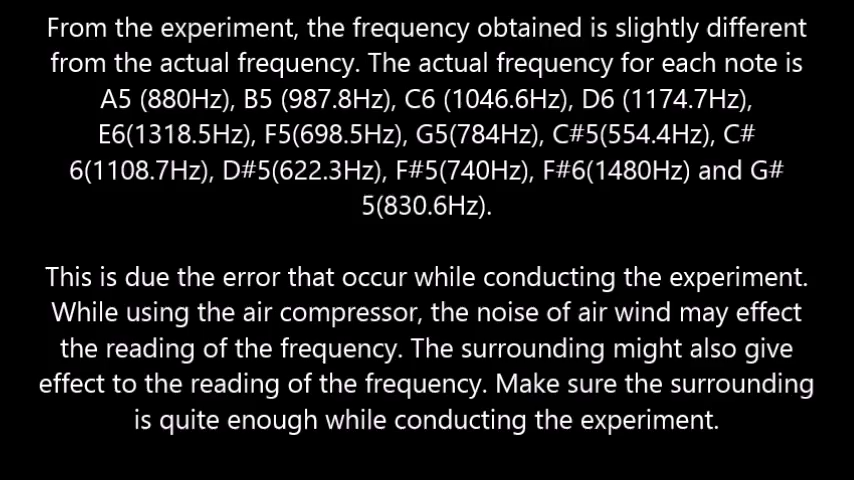 From the experiment, the frequency obtained is slightly different
from the actual frequency. The actual frequency for each note is
A5 (880Hz), B5 (987.8Hz), C6 (1046.6Hz), D6 (1174.7Hz),
E6(1318.5Hz), F5(698.5Hz), G5(784Hz), C#5(554.4Hz), C#
6(1108.7Hz), D#5(622.3Hz), F#5(740Hz), F#6(1480Hz) and G#
5(830.6Hz).
This is due the error that occur while conducting the experiment.
While using the air compressor, the noise of air wind may effect
the reading of the frequency. The surrounding might also give
effect to the reading of the frequency. Make sure the surrounding
is quite enough while conducting the experiment.